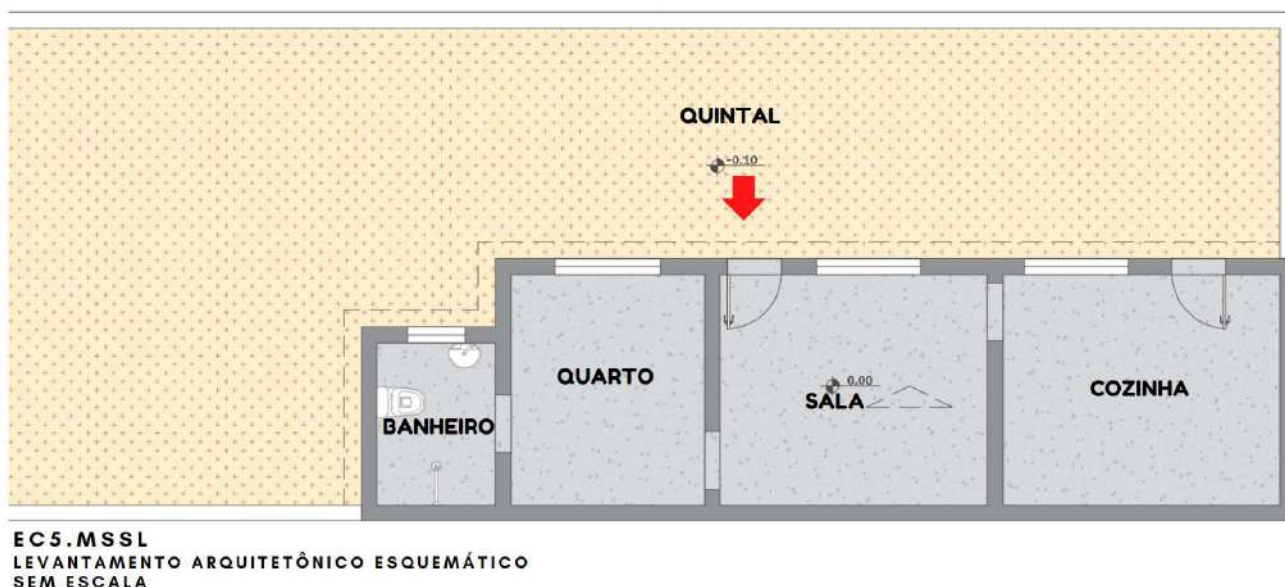 QUINTAL
-0.10
QUARTO
0.00
SALA
COZINHA
BANHEIRO
EC5.MSSL
LEVANTAMENTO ARQUITETÔNICO ESQUEMÁTICO
SEM ESCALA